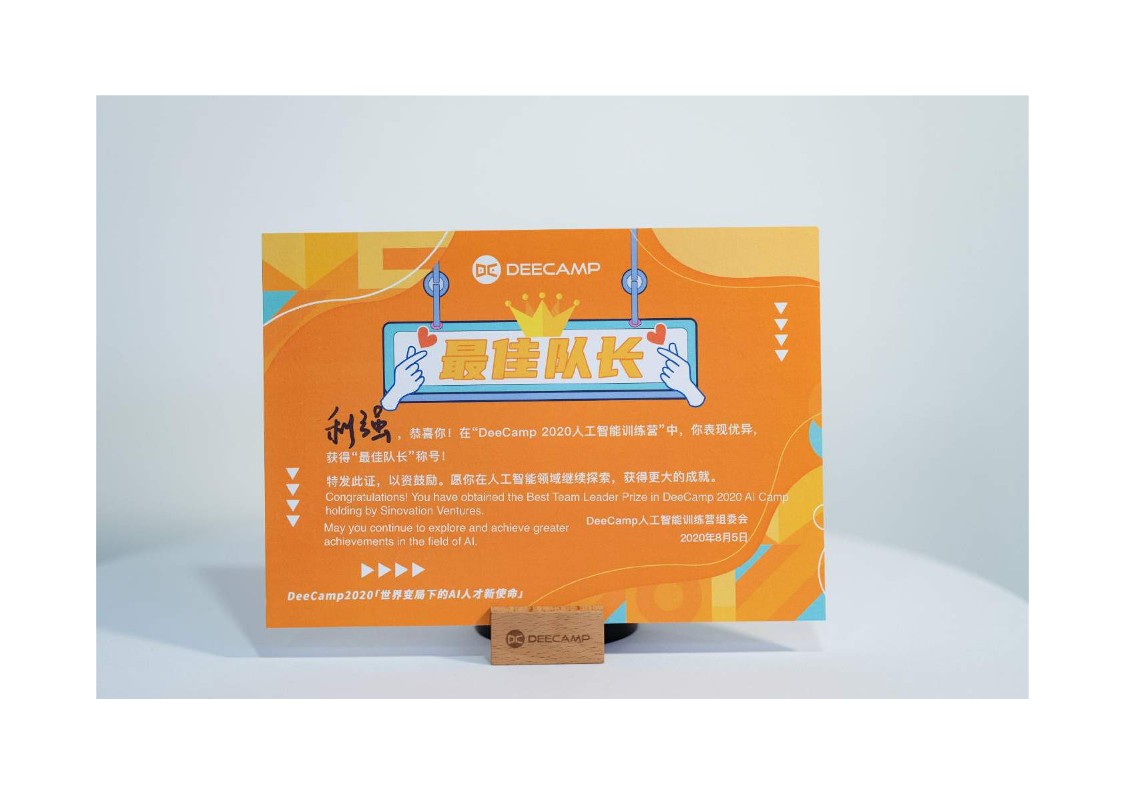 DEECAMP
最佳队长
利强，恭喜你！在“DeeCamp 2020人工智能训练营”中，你表现优异，
获得“最佳队长”称号！
特发此证，以资鼓励。愿你在人工智能领域继续探索，获得更大的成就。
Congratulations! You have obtained the Best Team Leader Prize in DeeCamp 2020 AI Camp
holding by Sinovation Ventures.
May you continue to explore and achieve greater
achievements in the field of AI.
DeeCamp人工智能训练营组委会
2020年8月5日
DeeCamp2020「世界变局下的AI人才新使命」
DEECAMP